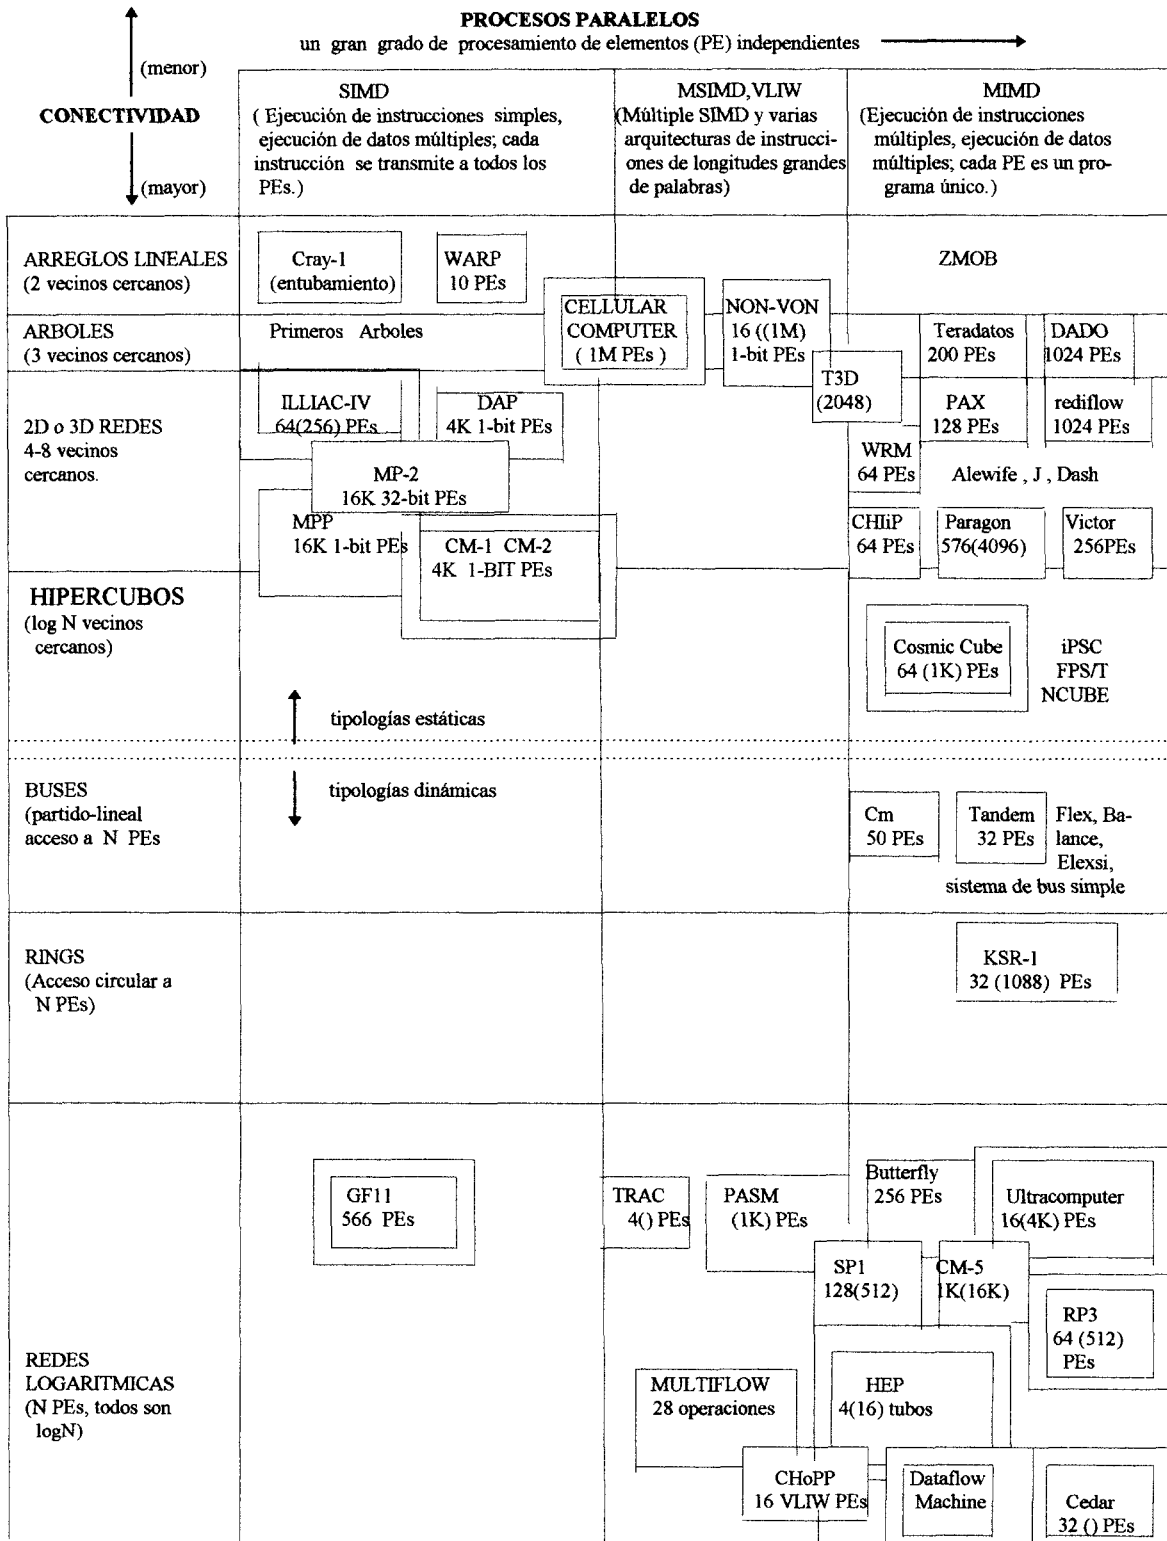 PROCESOS PARALELOS
un gran grado de procesamiento de elementos (PE) independientes
(menor)
CONECTIVIDAD
(mayor)
SIMD
( Ejecución de instrucciones simples,
ejecución de datos múltiples; cada
instrucción se transmite a todos los
PEs.)
MSIMD,VLIW
(Múltiple SIMD y varias
arquitecturas de instrucci-
ones de longitudes grandes
de palabras)
MIMD
(Ejecución de instrucciones
múltiples, ejecución de datos
múltiples; cada PE es un pro-
grama único.)
ARREGLOS LINEALES
(2 vecinos cercanos)
Cray-1
(entubamiento)
WARP
10 PEs
ZMOB
ARBOLES
(3 vecinos cercanos)
Primeros Arboles
CELLULAR
COMPUTER
( 1M PEs )
NON-VON
16 ((1M)
1-bit PEs
Teradatos
200 PEs
DADO
1024 PEs
T3D
(2048)
2D o 3D REDES
4-8 vecinos
cercanos.
ILLIAC-IV
64(256) PEs
DAP
4K 1-bit PEs
PAX
128 PEs
rediflow
1024 PEs
MP-2
16K 32-bit PEs
WRM
64 PEs
Alewife , J , Dash
MPP
16K 1-bit PEs
CM-1 CM-2
4K 1-BIT PEs
CHiiP
64 PEs
Paragon
576(4096)
Victor
256PEs
HIPERCUBOS
(log N vecinos
cercanos)
Cosmic Cube
64 (1K) PEs
iPSC
FPS/T
NCUBE
tipologías estáticas
tipologías dinámicas
BUSES
(partido-lineal
acceso a N PEs
Cm
50 PEs
Tandem
32 PEs
Flex, Ba-
lance,
Elexsi,
sistema de bus simple
RINGS
(Acceso circular a
N PEs)
KSR-1
32 (1088) PEs
GF11
566 PEs
TRAC
4() PEs
PASM
(1K) PEs
Butterfly
256 PEs
Ultracomputer
16(4K) PEs
SP1
128(512)
CM-5
1K(16K)
RP3
64 (512)
PEs
REDES
LOGARITMICAS
(N PEs, todos son
logN)
MULTIFLOW
28 operaciones
HEP
4(16) tubos
CHoPP
16 VLIW PEs
Dataflow
Machine
Cedar
32 () PEs